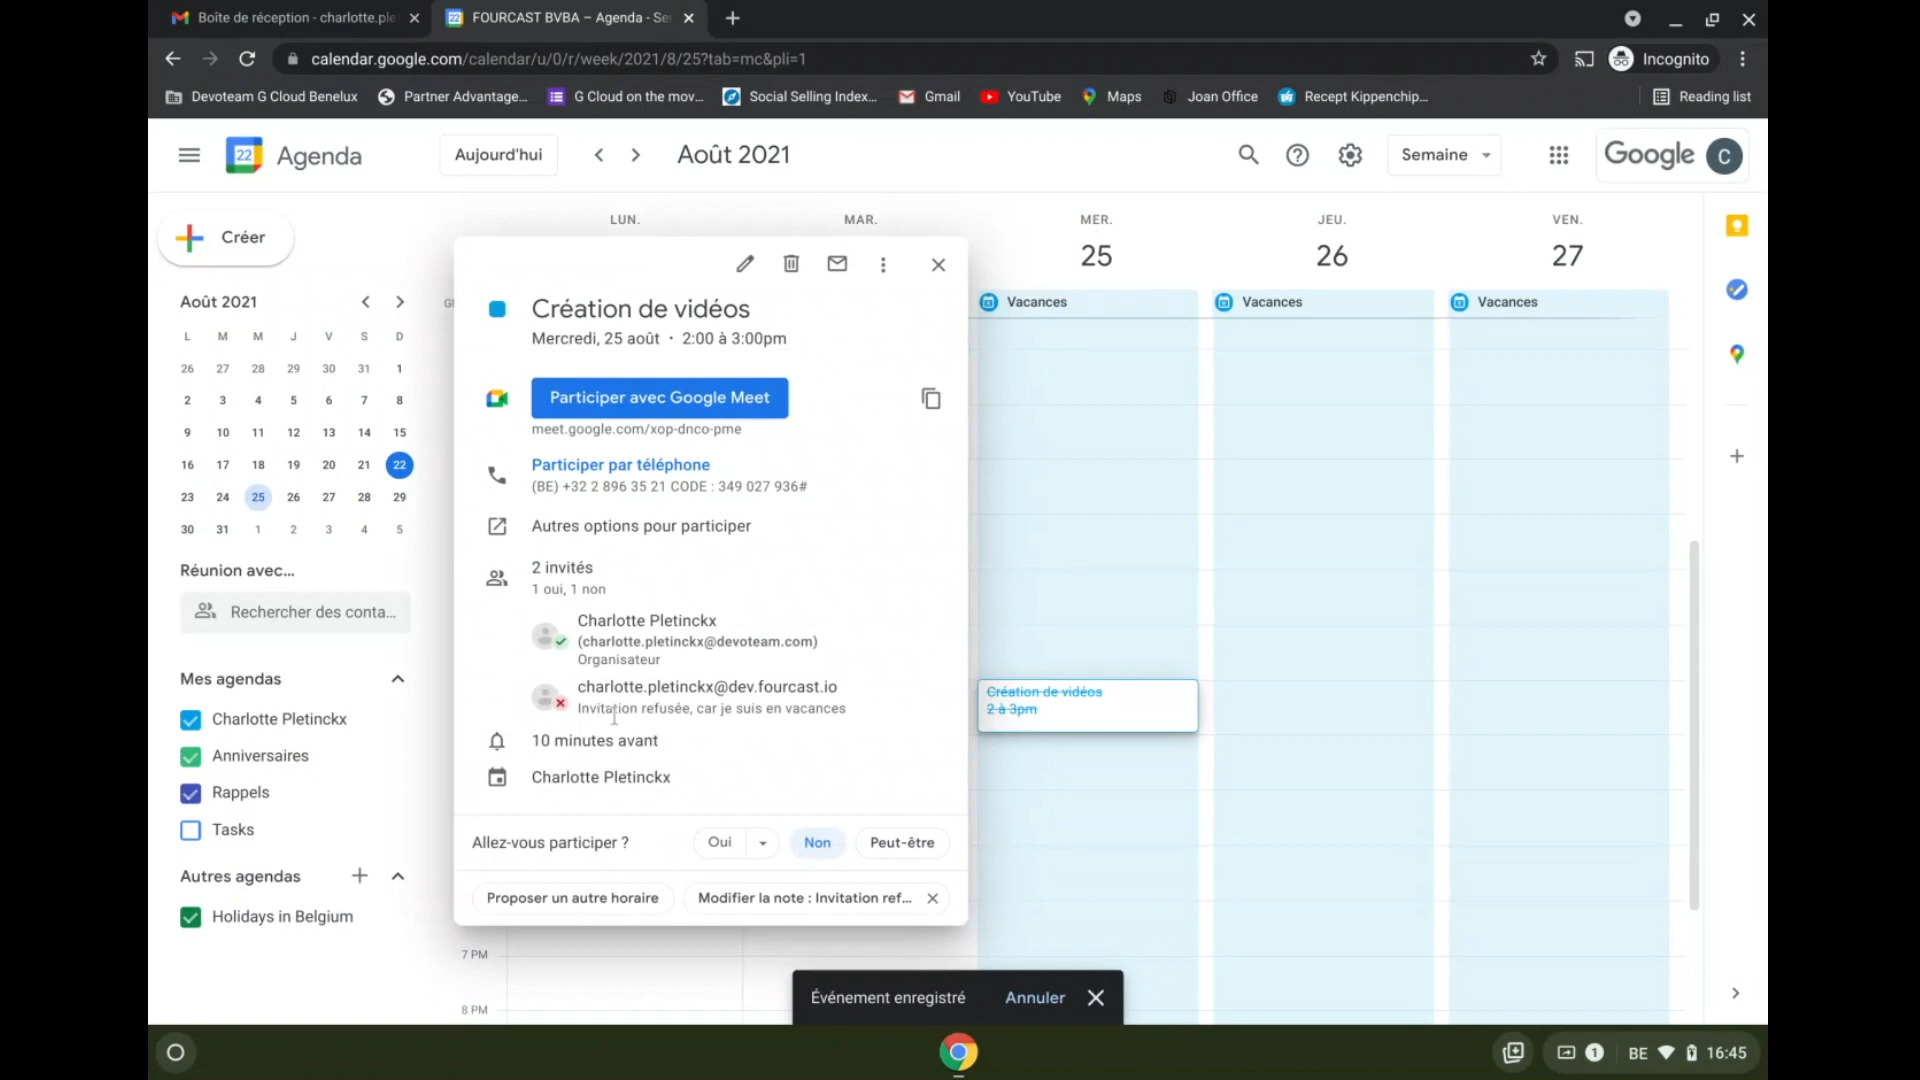 Boîte de réception - charlotte.ple
FOURCAST BVBA – Agenda - Se
calendar.google.com/calendar/u/0/r/week/2021/8/25?tab=mc&pli=1
Incognito
Devoteam G Cloud Benelux
Partner Advantage...
G Cloud on the mov...
Social Selling Index...
Gmail
YouTube
Maps
Joan Office
Recept Kippenchip...
Reading list
22
Agenda
Aujourd'hui
Août 2021
Semaine
Google
C
Créer
Août 2021
L M M J V S D
26 27 28 29 30 31 1
2 3 4 5 6 7 8
9 10 11 12 13 14 15
16 17 18 19 20 21 22
23 24 25 26 27 28 29
30 31 1 2 3 4 5
Réunion avec...
Rechercher des conta...
Mes agendas
Charlotte Pletinckx
Anniversaires
Rappels
Tasks
Autres agendas
Holidays in Belgium
LUN.
MAR.
MER.
25
JEU.
26
VEN.
27
Vacances
Vacances
Vacances
Création de vidéos
Mercredi, 25 août · 2:00 à 3:00pm
Participer avec Google Meet
meet.google.com/xop-dnco-pme
Participer par téléphone
(BE) +32 2 896 35 21 CODE : 349 027 936#
Autres options pour participer
2 invités
1 oui, 1 non
Charlotte Pletinckx
(charlotte.pletinckx@devoteam.com)
Organisateur
charlotte.pletinckx@dev.fourcast.io
Invitation refusée, car je suis en vacances
10 minutes avant
Charlotte Pletinckx
Allez-vous participer ?
Oui
Non
Peut-être
Proposer un autre horaire
Modifier la note : Invitation ref...
Création de vidéos
2 à 3pm
7 PM
8 PM
Événement enregistré
Annuler
1
BE
16:45